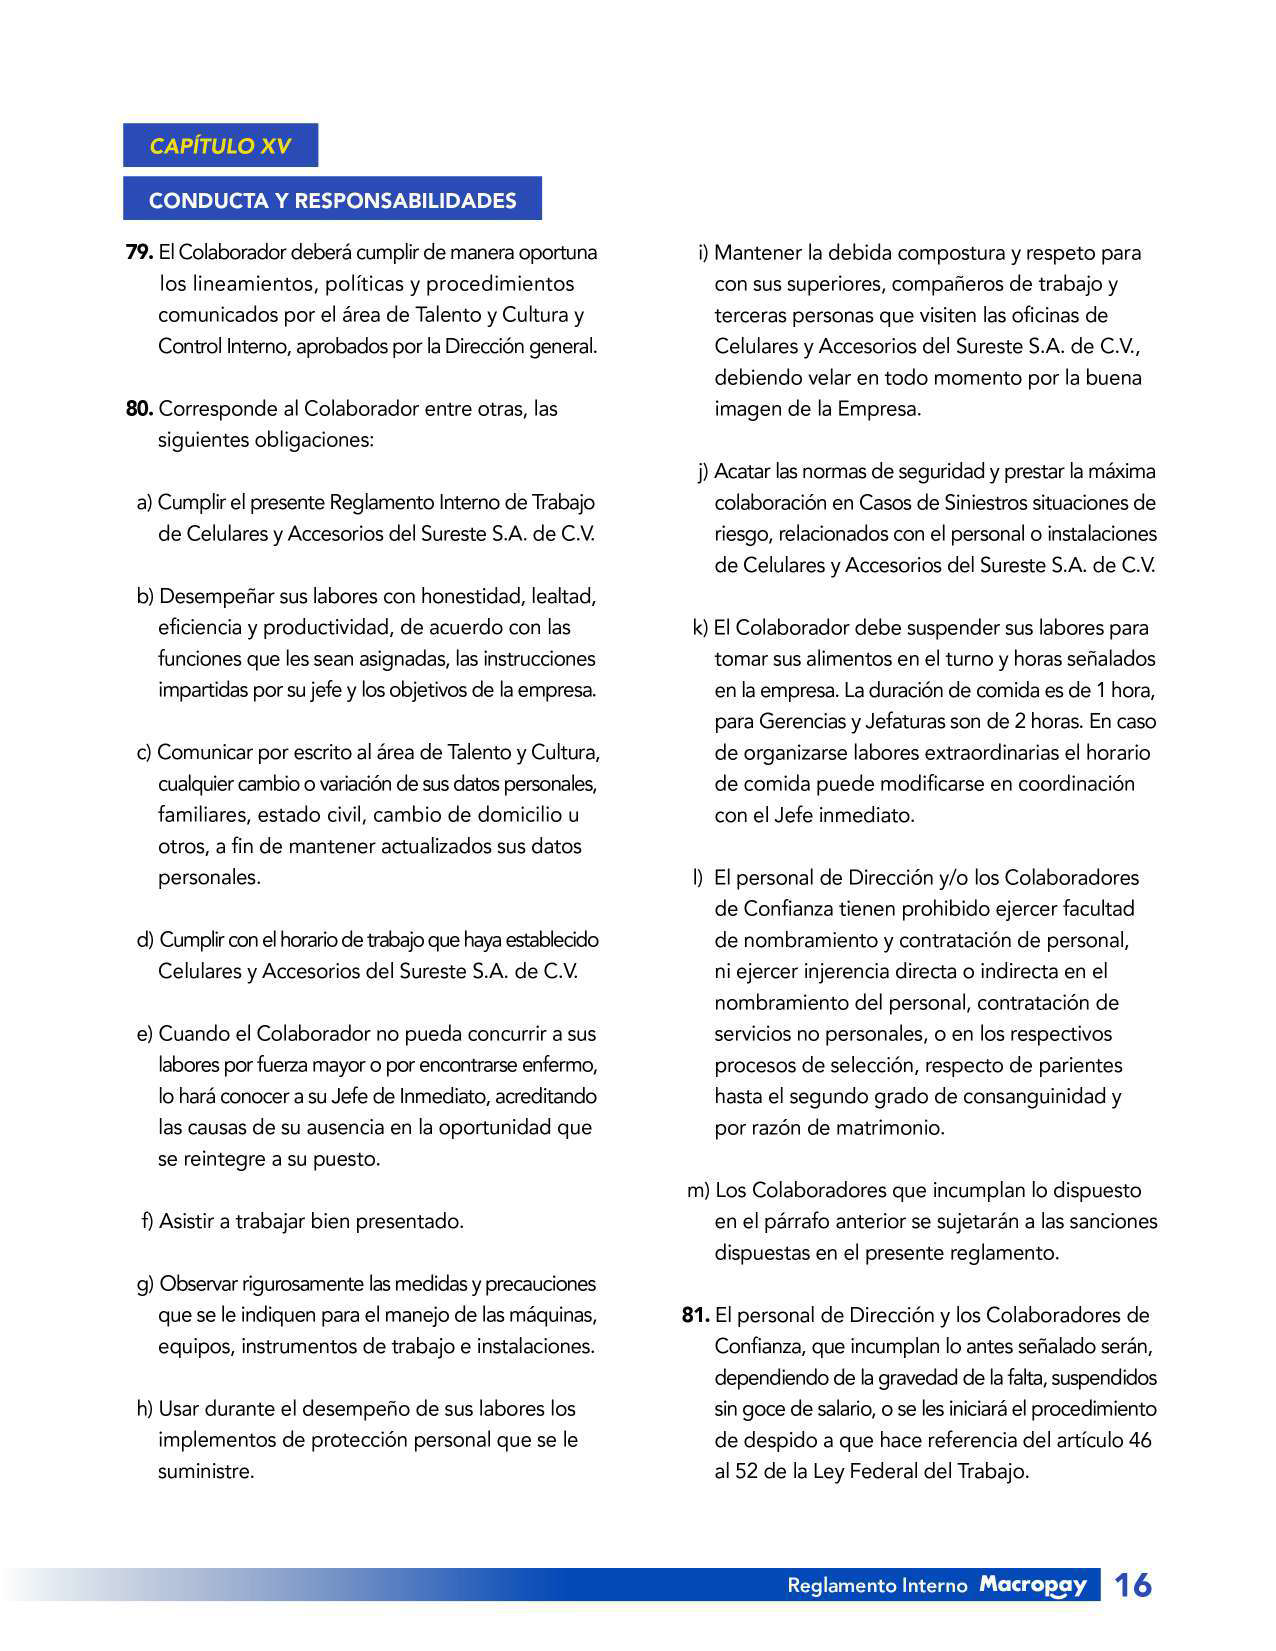 CAPÍTULO XV
CONDUCTA Y RESPONSABILIDADES
79. El Colaborador deberá cumplir de manera oportuna
los lineamientos, políticas y procedimientos
comunicados por el área de Talento y Cultura y
Control Interno, aprobados por la Dirección general.
80. Corresponde al Colaborador entre otras, las
siguientes obligaciones:
a) Cumplir el presente Reglamento Interno de Trabajo
de Celulares y Accesorios del Sureste S.A. de C.V.
b) Desempeñar sus labores con honestidad, lealtad,
eficiencia y productividad, de acuerdo con las
funciones que les sean asignadas, las instrucciones
impartidas por su jefe y los objetivos de la empresa.
c) Comunicar por escrito al área de Talento y Cultura,
cualquier cambio o variación de sus datos personales,
familiares, estado civil, cambio de domicilio u
otros, a fin de mantener actualizados sus datos
personales.
d) Cumplir con el horario de trabajo que haya establecido
Celulares y Accesorios del Sureste S.A. de C.V.
e) Cuando el Colaborador no pueda concurrir a sus
labores por fuerza mayor o por encontrarse enfermo,
lo hará conocer a su Jefe de Inmediato, acreditando
las causas de su ausencia en la oportunidad que
se reintegre a su puesto.
f) Asistir a trabajar bien presentado.
g) Observar rigurosamente las medidas y precauciones
que se le indiquen para el manejo de las máquinas,
equipos, instrumentos de trabajo e instalaciones.
h) Usar durante el desempeño de sus labores los
implementos de protección personal que se le
suministre.
i) Mantener la debida compostura y respeto para
con sus superiores, compañeros de trabajo y
terceras personas que visiten las oficinas de
Celulares y Accesorios del Sureste S.A. de C.V.,
debiendo velar en todo momento por la buena
imagen de la Empresa.
j) Acatar las normas de seguridad y prestar la máxima
colaboración en Casos de Siniestros situaciones de
riesgo, relacionados con el personal o instalaciones
de Celulares y Accesorios del Sureste S.A. de C.V.
k) El Colaborador debe suspender sus labores para
tomar sus alimentos en el turno y horas señalados
en la empresa. La duración de comida es de 1 hora,
para Gerencias y Jefaturas son de 2 horas. En caso
de organizarse labores extraordinarias el horario
de comida puede modificarse en coordinación
con el Jefe inmediato.
l) El personal de Dirección y/o los Colaboradores
de Confianza tienen prohibido ejercer facultad
de nombramiento y contratación de personal,
ni ejercer injerencia directa o indirecta en el
nombramiento del personal, contratación de
servicios no personales, o en los respectivos
procesos de selección, respecto de parientes
hasta el segundo grado de consanguinidad y
por razón de matrimonio.
m) Los Colaboradores que incumplan lo dispuesto
en el párrafo anterior se sujetarán a las sanciones
dispuestas en el presente reglamento.
81. El personal de Dirección y los Colaboradores de
Confianza, que incumplan lo antes señalado serán,
dependiendo de la gravedad de la falta, suspendidos
sin goce de salario, o se les iniciará el procedimiento
de despido a que hace referencia del artículo 46
al 52 de la Ley Federal del Trabajo.
Reglamento Interno Macropay 16